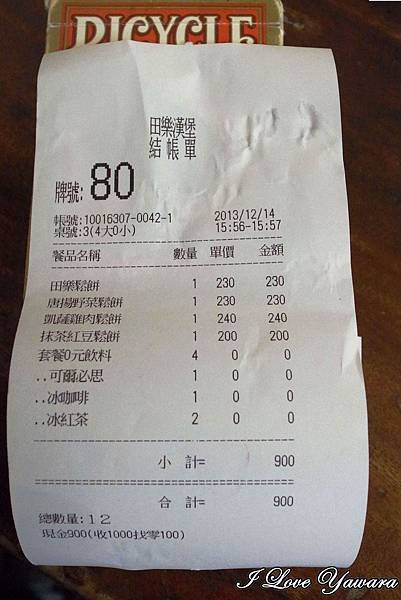 BICYCLE
田樂漢堡
結帳單
牌號: 80
帳號:10016307-0042-1 2013/12/14
桌號:3(4大0小) 15:56-15:57
餐品名稱 數量 單價 金額
田樂鬆餅 1 230 230
唐揚野菜鬆餅 1 230 230
凱薩雞肉鬆餅 1 240 240
抹茶紅豆鬆餅 1 200 200
套餐0元飲料 4 0 0
..可爾必思 1 0 0
..冰咖啡 1 0 0
..冰紅茶 2 0 0
小 計= 900
合 計= 900
總數量:12
現金900(收1000找零100)
I Love Yawara